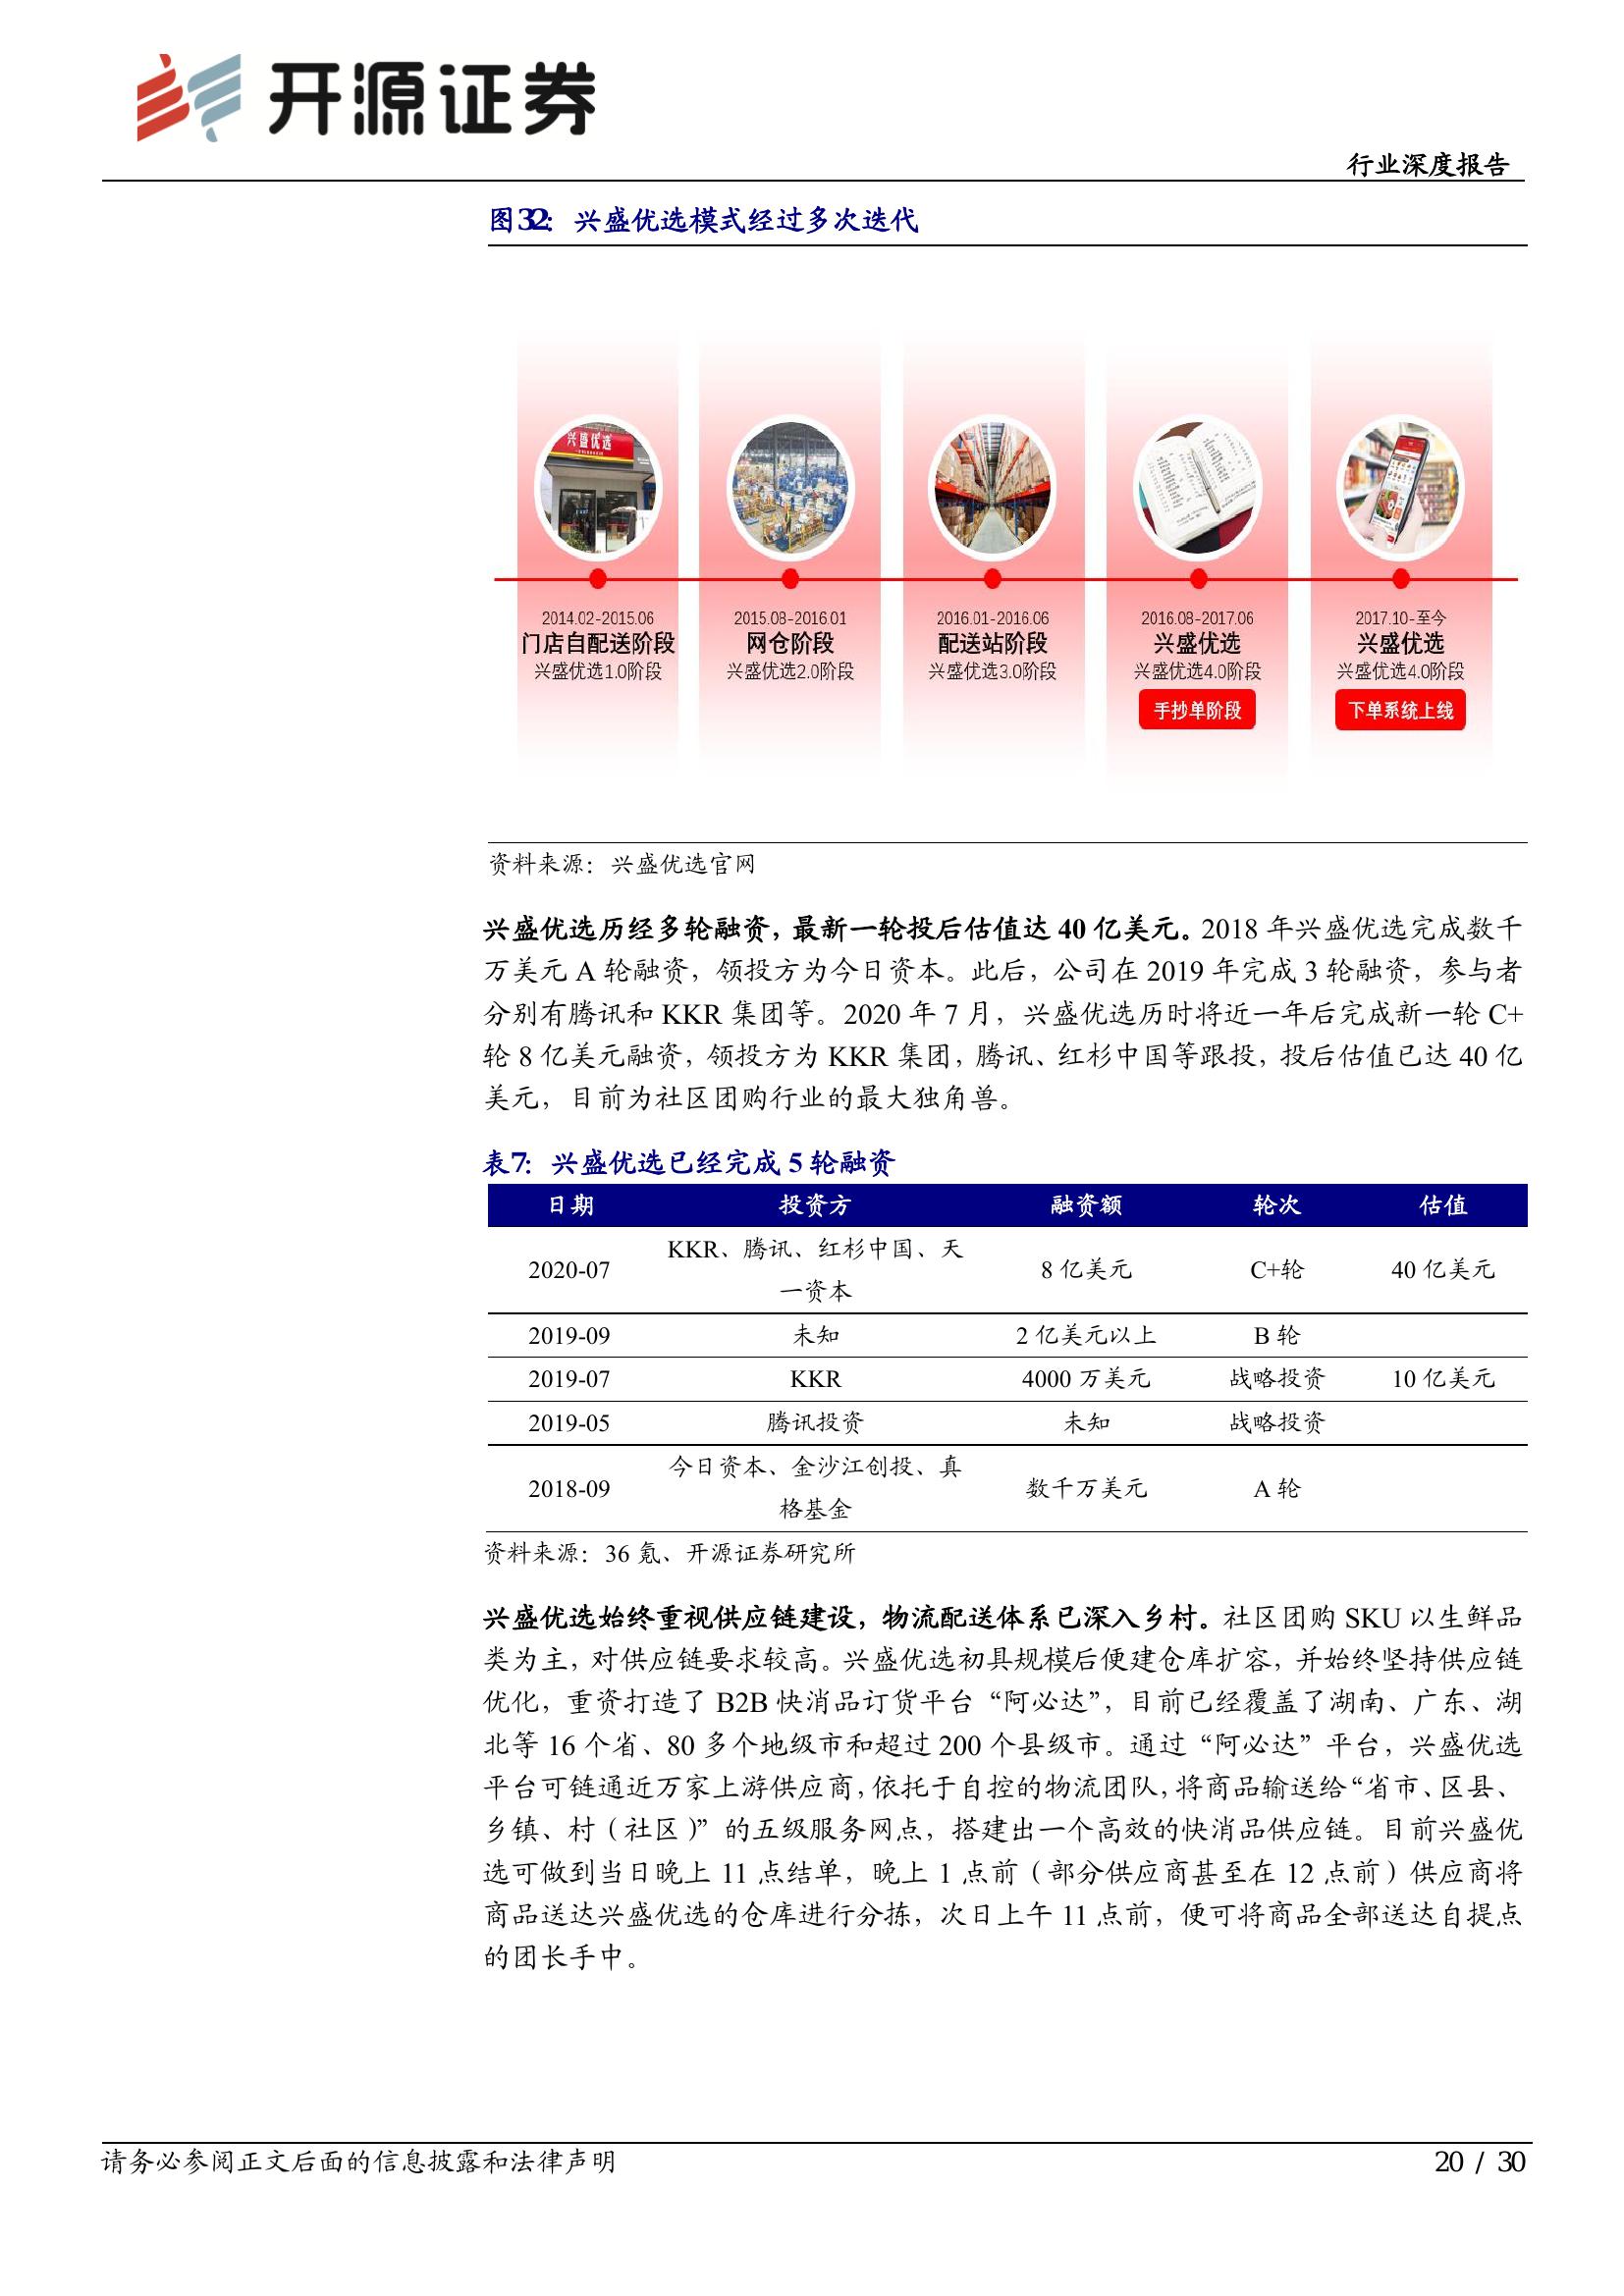 开源证券
行业深度报告
图32：兴盛优选模式经过多次迭代
兴盛优选
2014.02-2015.06
门店自配送阶段
兴盛优选1.0阶段
2015.08-2016.01
网仓阶段
兴盛优选2.0阶段
2016.01-2016.06
配送站阶段
兴盛优选3.0阶段
2016.08-2017.06
兴盛优选
兴盛优选4.0阶段
手抄单阶段
2017.10-至今
兴盛优选
兴盛优选4.0阶段
下单系统上线
资料来源：兴盛优选官网
兴盛优选历经多轮融资，最新一轮投后估值达 40 亿美元。2018 年兴盛优选完成数千
万美元 A 轮融资，领投方为今日资本。此后，公司在 2019 年完成 3 轮融资，参与者
分别有腾讯和 KKR 集团等。2020 年 7 月，兴盛优选历时将近一年后完成新一轮 C+
轮 8 亿美元融资，领投方为 KKR 集团，腾讯、红杉中国等跟投，投后估值已达 40 亿
美元，目前为社区团购行业的最大独角兽。
表7：兴盛优选已经完成 5 轮融资
日期 投资方 融资额 轮次 估值
2020-07 KKR、腾讯、红杉中国、天一资本 8 亿美元 C+轮 40 亿美元
2019-09 未知 2 亿美元以上 B 轮
2019-07 KKR 4000 万美元 战略投资 10 亿美元
2019-05 腾讯投资 未知 战略投资
2018-09 今日资本、金沙江创投、真格基金 数千万美元 A 轮
资料来源：36 氪、开源证券研究所
兴盛优选始终重视供应链建设，物流配送体系已深入乡村。社区团购 SKU 以生鲜品
类为主，对供应链要求较高。兴盛优选初具规模后便建仓库扩容，并始终坚持供应链
优化，重资打造了 B2B 快消品订货平台“阿必达”，目前已经覆盖了湖南、广东、湖
北等 16 个省、80 多个地级市和超过 200 个县级市。通过“阿必达”平台，兴盛优选
平台可链通近万家上游供应商，依托于自控的物流团队，将商品输送给“省市、区县、
乡镇、村（社区）”的五级服务网点，搭建出一个高效的快消品供应链。目前兴盛优
选可做到当日晚上 11 点结单，晚上 1 点前（部分供应商甚至在 12 点前）供应商将
商品送达兴盛优选的仓库进行分拣，次日上午 11 点前，便可将商品全部送达自提点
的团长手中。
请务必参阅正文后面的信息披露和法律声明
20 / 30